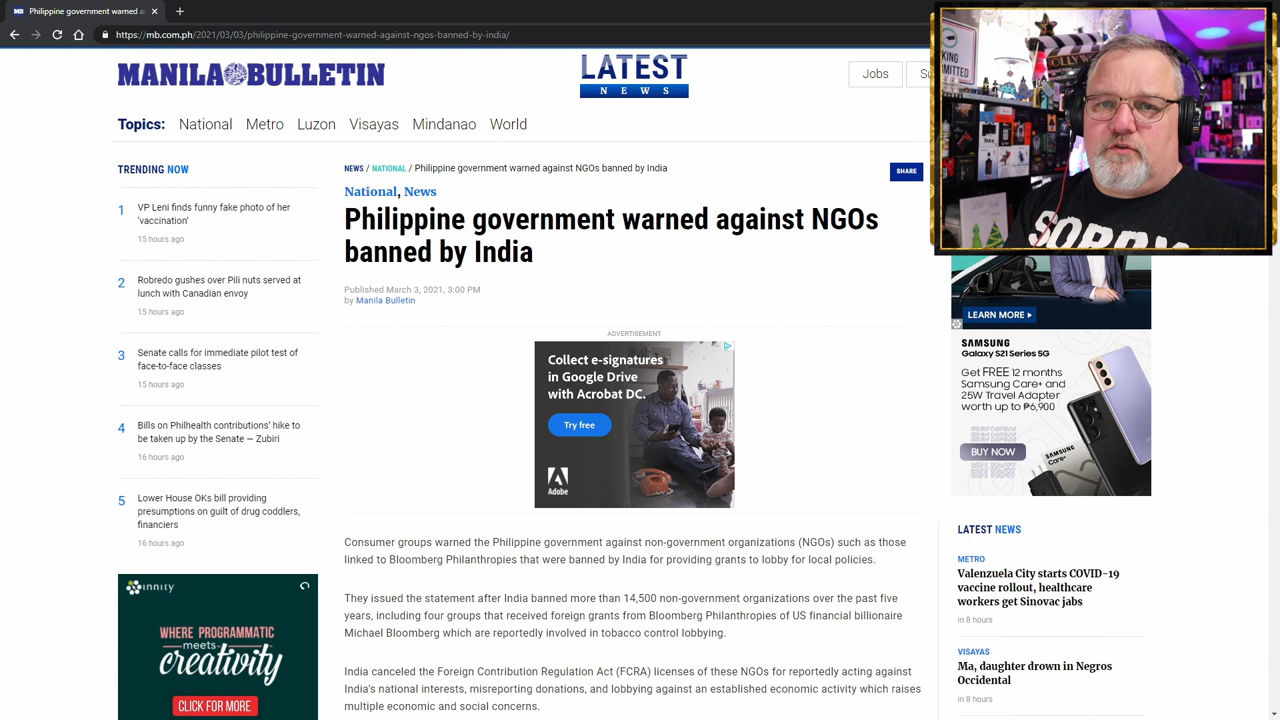 MB Philippine government warned
https://mb.com.ph/2021/03/03/philippine-government-warned-against-ngos-banned-by-india/
MANILA BULLETIN
LATEST
NEWS
Jobs
Topics: National Metro Luzon Visayas Mindanao World
TRENDING NOW
1 VP Leni finds funny fake photo of her
‘vaccination’
15 hours ago
2 Robredo gushes over Pili nuts served at
lunch with Canadian envoy
15 hours ago
3 Senate calls for immediate pilot test of
face-to-face classes
15 hours ago
4 Bills on Philhealth contributions’ hike to
be taken up by the Senate — Zubiri
16 hours ago
5 Lower House OKs bill providing
presumptions on guilt of drug coddlers,
financiers
16 hours ago
innity
WHERE PROGRAMMATIC
meets
creativity
CLICK FOR MORE
NEWS / NATIONAL / Philippine government warned against NGOs banned by India
SHARE
National, News
Philippine government warned against NGOs
banned by India
Published March 3, 2021, 3:00 PM
by Manila Bulletin
ADVERTISEMENT
Collect e-signatures
in Google Drive
with Acrobat DC.
Try free
Adobe
Consumer groups warned the Philippine government against non-government organizations (NGOs) such as those
linked to Bloomberg Philanthropies that were banned by India for providing grants to lobby for local policies.
They issued the statement after India banned more than 14,500 non-government organizations over the past five
years, including four groups that received foreign grants from Bloomberg Philanthropies of US financial billionaire
Michael Bloomberg which are reportedly involved in tobacco control lobbying.
India canceled the Foreign Contribution Regulation Act (FCRA) licenses of these NGOs for reportedly acting against
India’s national interests, misreporting donations, and lobbying against an established economic activity which raises
multiple economic and social concerns.
SORRY
LEARN MORE
SAMSUNG
Galaxy S21 Series 5G
Get FREE 12 months
Samsung Care+ and
25W Travel Adapter
worth up to ₱6,900
BUY NOW
SAMSUNG
Care+
LATEST NEWS
METRO
Valenzuela City starts COVID-19
vaccine rollout, healthcare
workers get Sinovac jabs
in 8 hours
VISAYAS
Ma, daughter drown in Negros
Occidental
in 8 hours